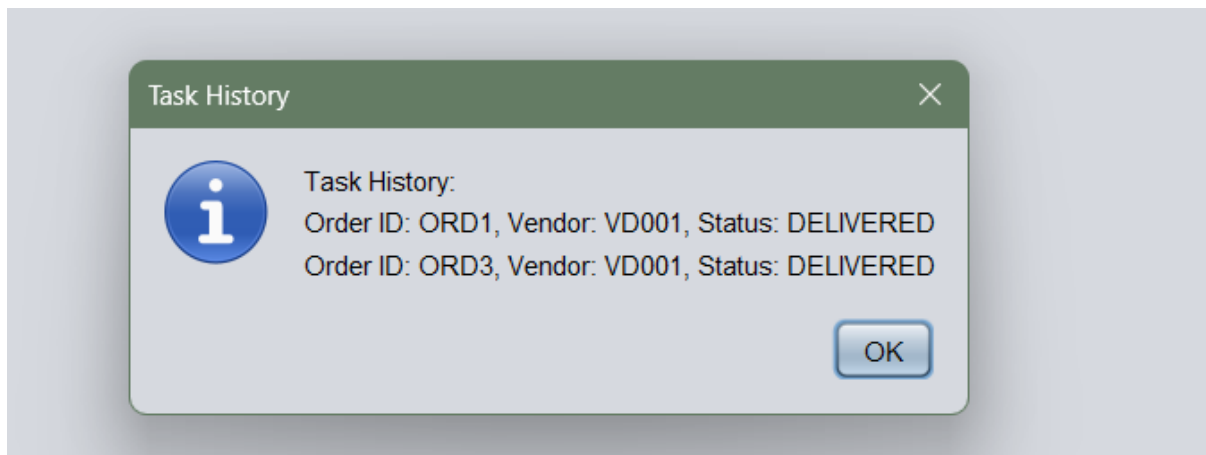 Task History
Task History:
Order ID: ORD1, Vendor: VD001, Status: DELIVERED
Order ID: ORD3, Vendor: VD001, Status: DELIVERED
OK